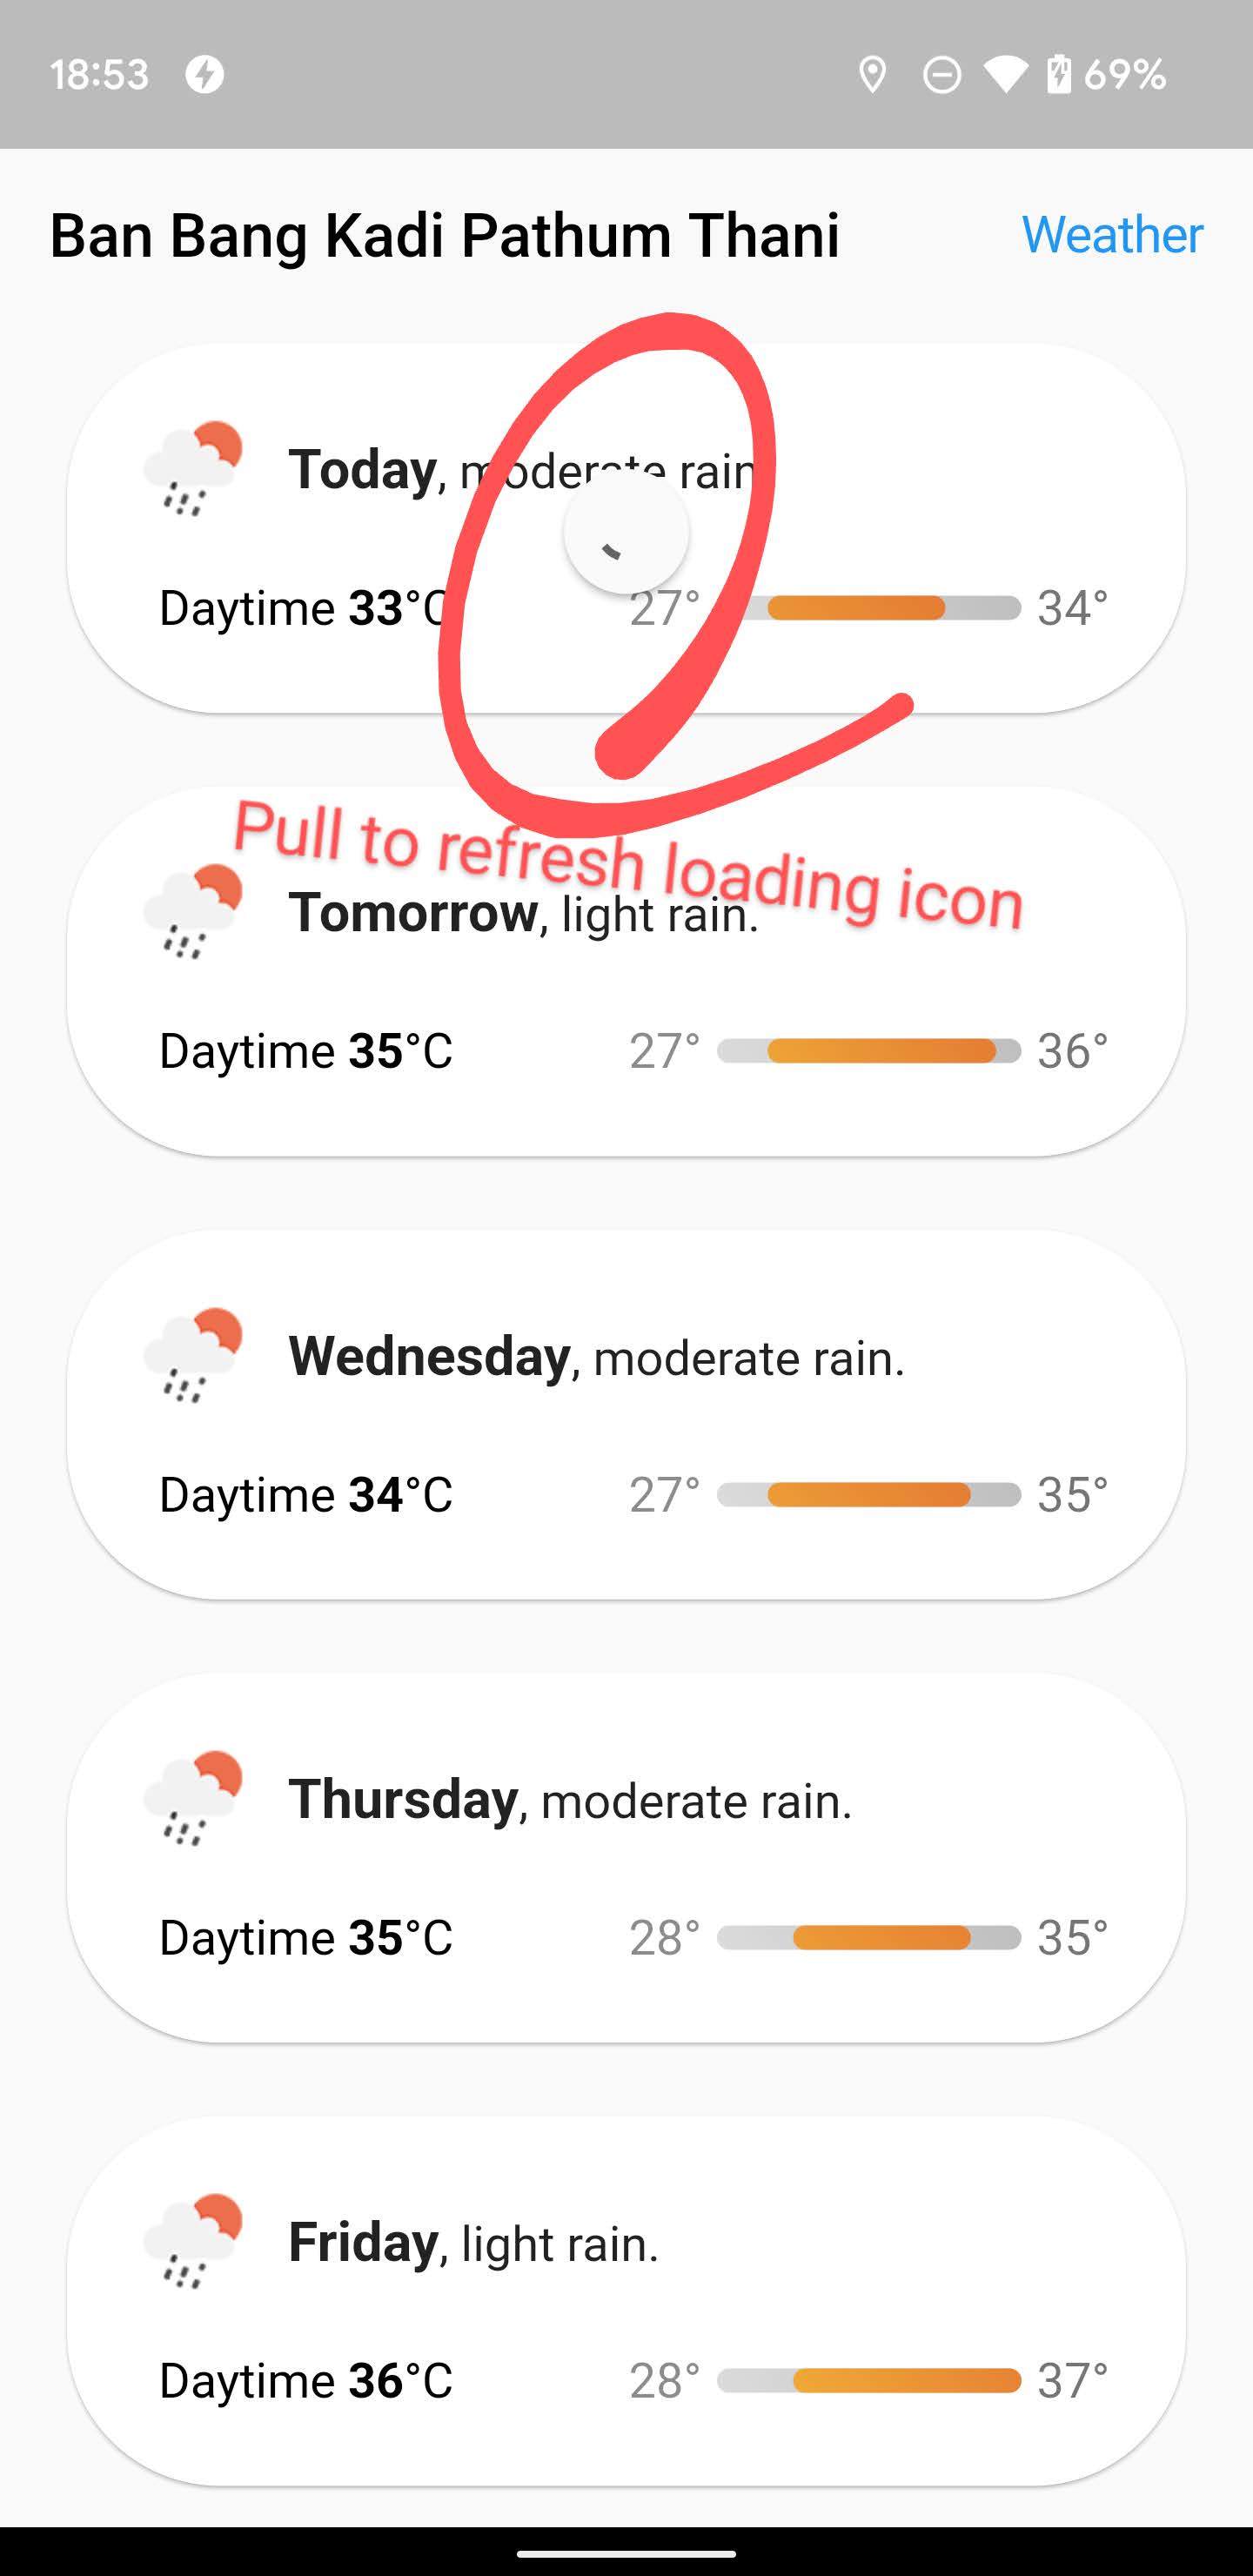 18:53 69%
Ban Bang Kadi Pathum Thani Weather
Today, moderate rain
Daytime 33°C 27° 34°
Pull to refresh loading icon
Tomorrow, light rain.
Daytime 35°C 27° 36°
Wednesday, moderate rain.
Daytime 34°C 27° 35°
Thursday, moderate rain.
Daytime 35°C 28° 35°
Friday, light rain.
Daytime 36°C 28° 37°